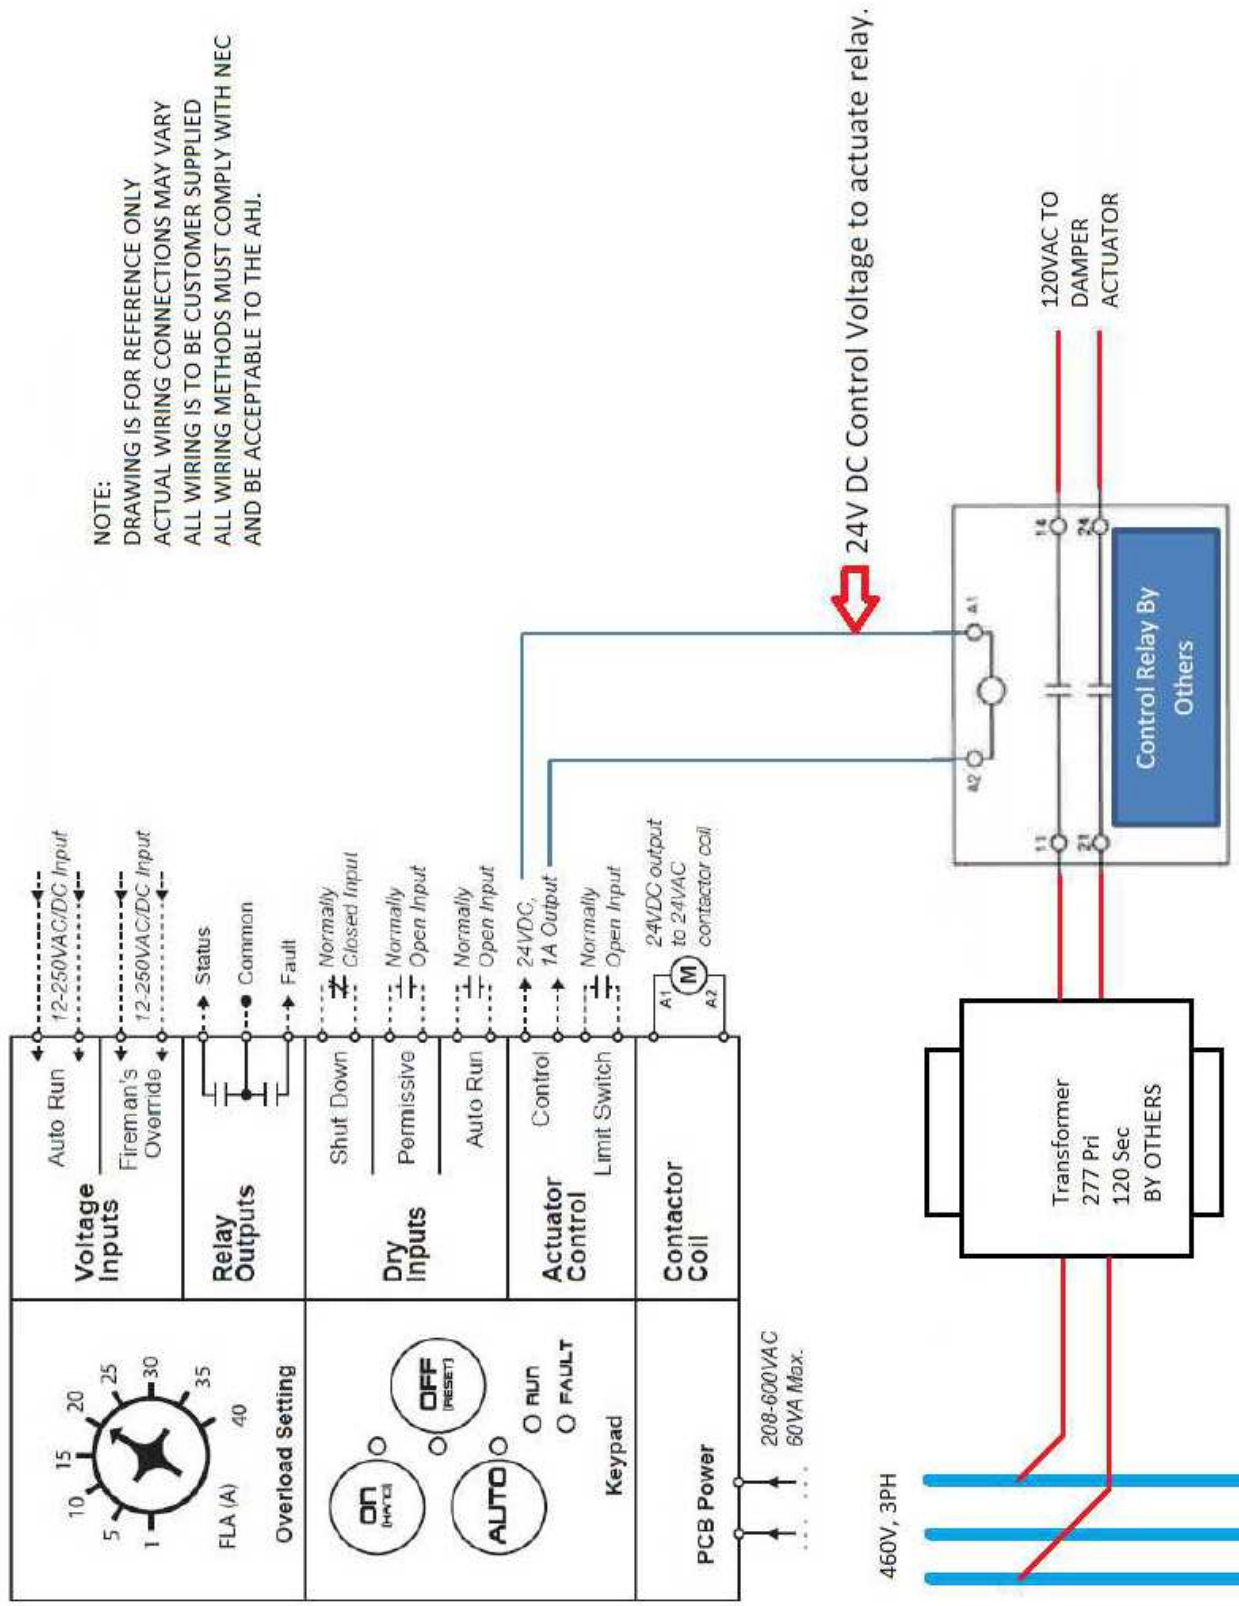 NOTE:
DRAWING IS FOR REFERENCE ONLY
ACTUAL WIRING CONNECTIONS MAY VARY
ALL WIRING IS TO BE CUSTOMER SUPPLIED
ALL WIRING METHODS MUST COMPLY WITH NEC
AND BE ACCEPTABLE TO THE AHJ.
1
5
10
15
20
25
30
35
40
FLA (A)
Overload Setting
Voltage
Inputs
Auto Run
12-250VAC/DC Input
Fireman's
Override
12-250VAC/DC Input
Relay
Outputs
Status
Common
Fault
ON
[HAND]
OFF
[RESET]
AUTO
RUN
FAULT
Keypad
Dry
Inputs
Shut Down
Normally
Closed Input
Permissive
Normally
Open Input
Auto Run
Normally
Open Input
Actuator
Control
Control
24VDC,
1A Output
Limit Switch
Normally
Open Input
PCB Power
208-600VAC
60VA Max.
Contactor
Coil
A1
M
A2
24VDC output
to 24VAC
contactor coil
24V DC Control Voltage to actuate relay.
460V, 3PH
Transformer
277 Pri
120 Sec
BY OTHERS
A2
A1
11
14
21
24
Control Relay By
Others
120VAC TO
DAMPER
ACTUATOR